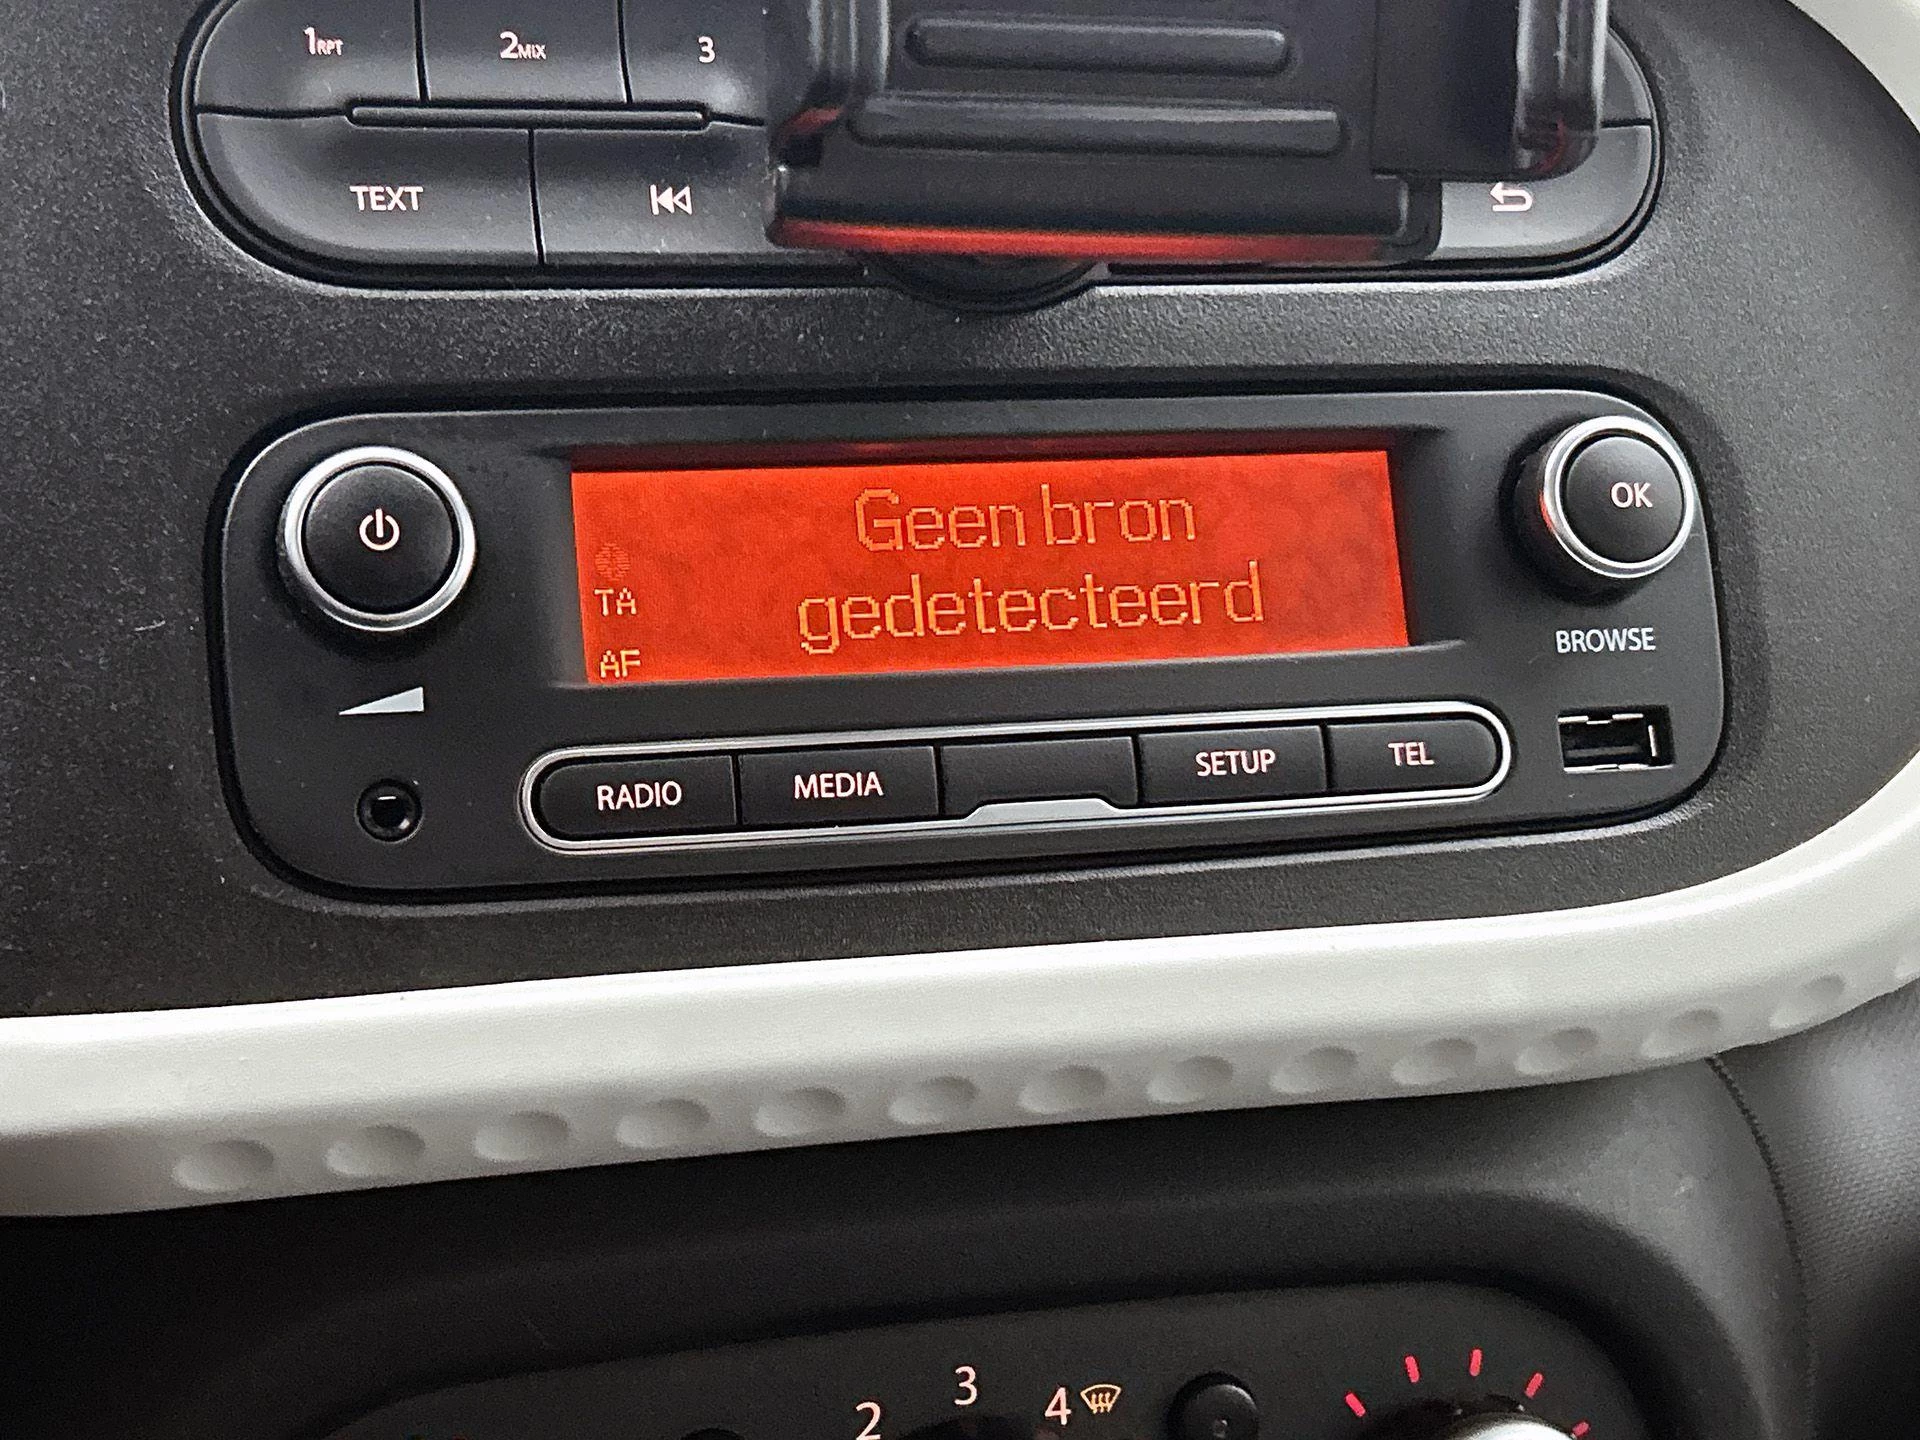 1RPT 2MIX 3
TEXT
Geen bron
gedetecteerd
TA
AF
OK
BROWSE
RADIO MEDIA SETUP TEL
2 3 4